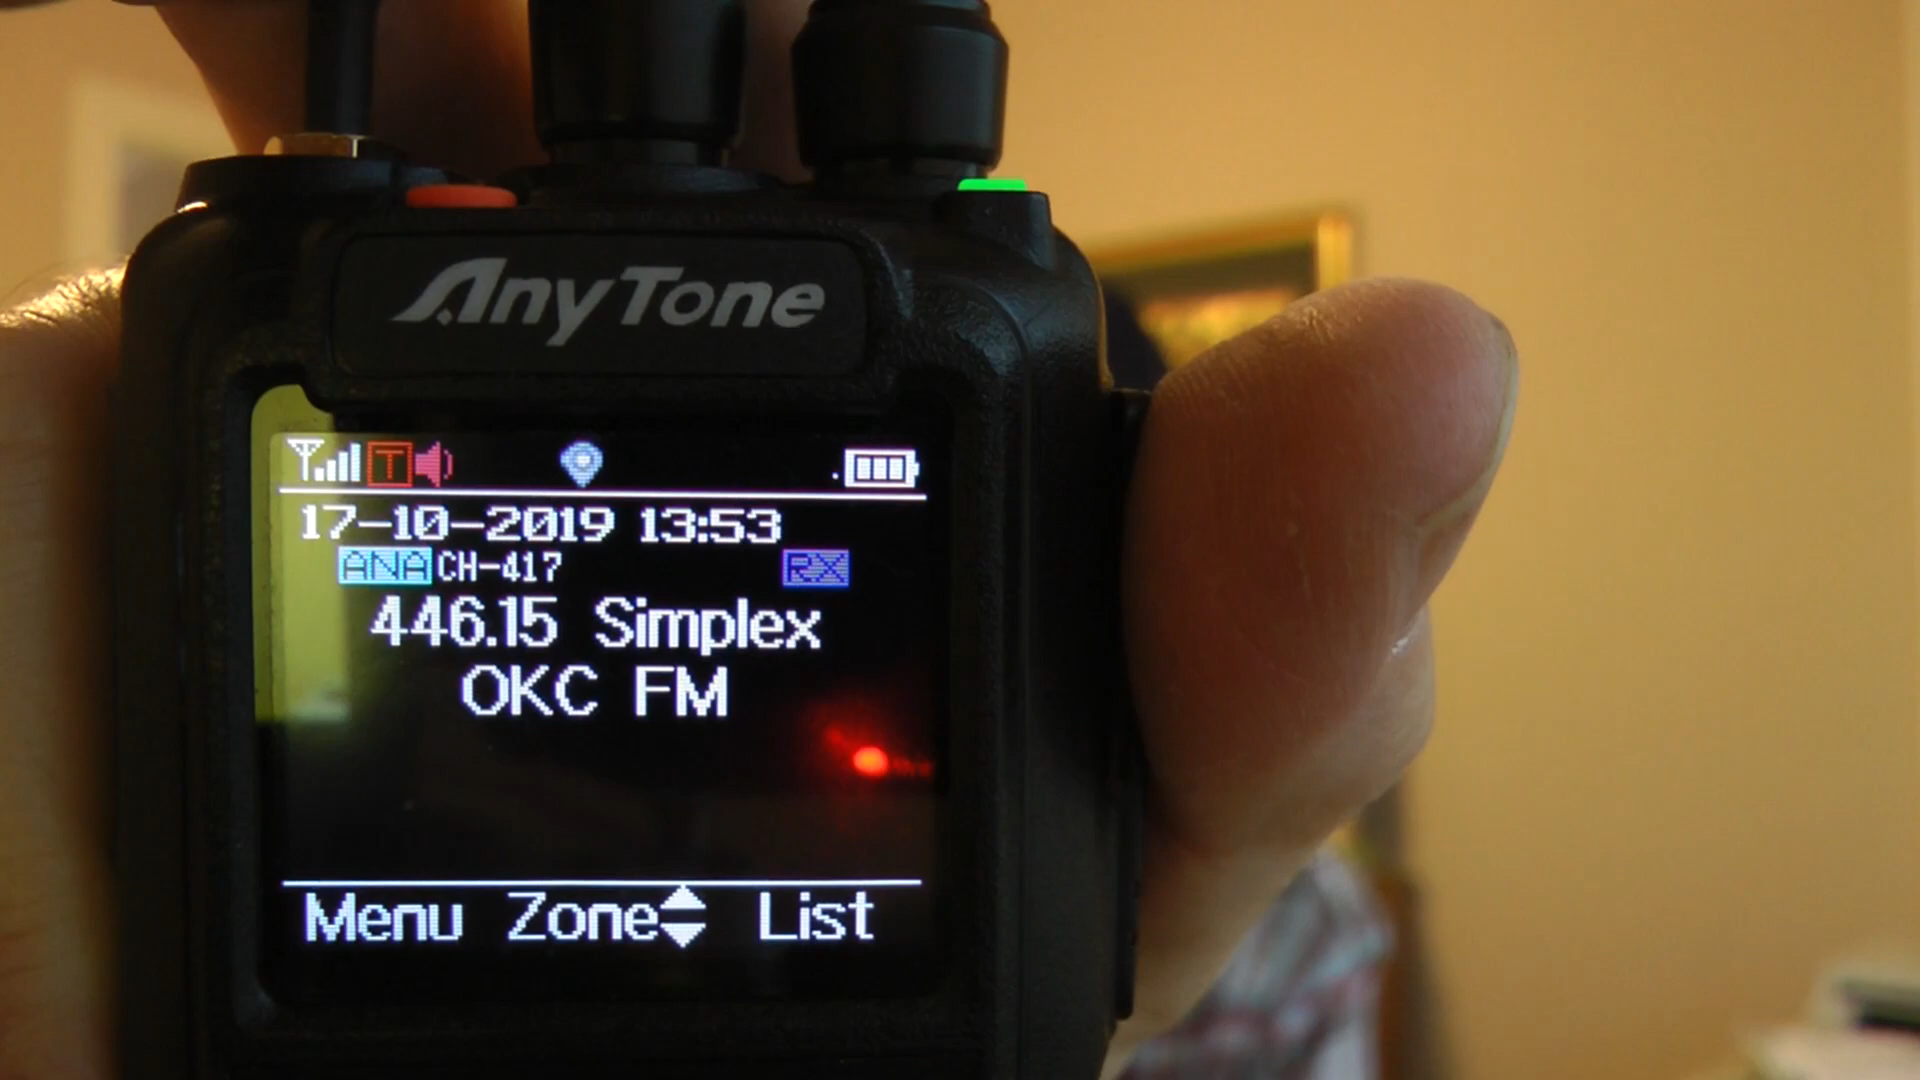 AnyTone
T
17-10-2019 13:53
ANA CH-417 RX
446.15 Simplex
OKC FM
Menu Zone List